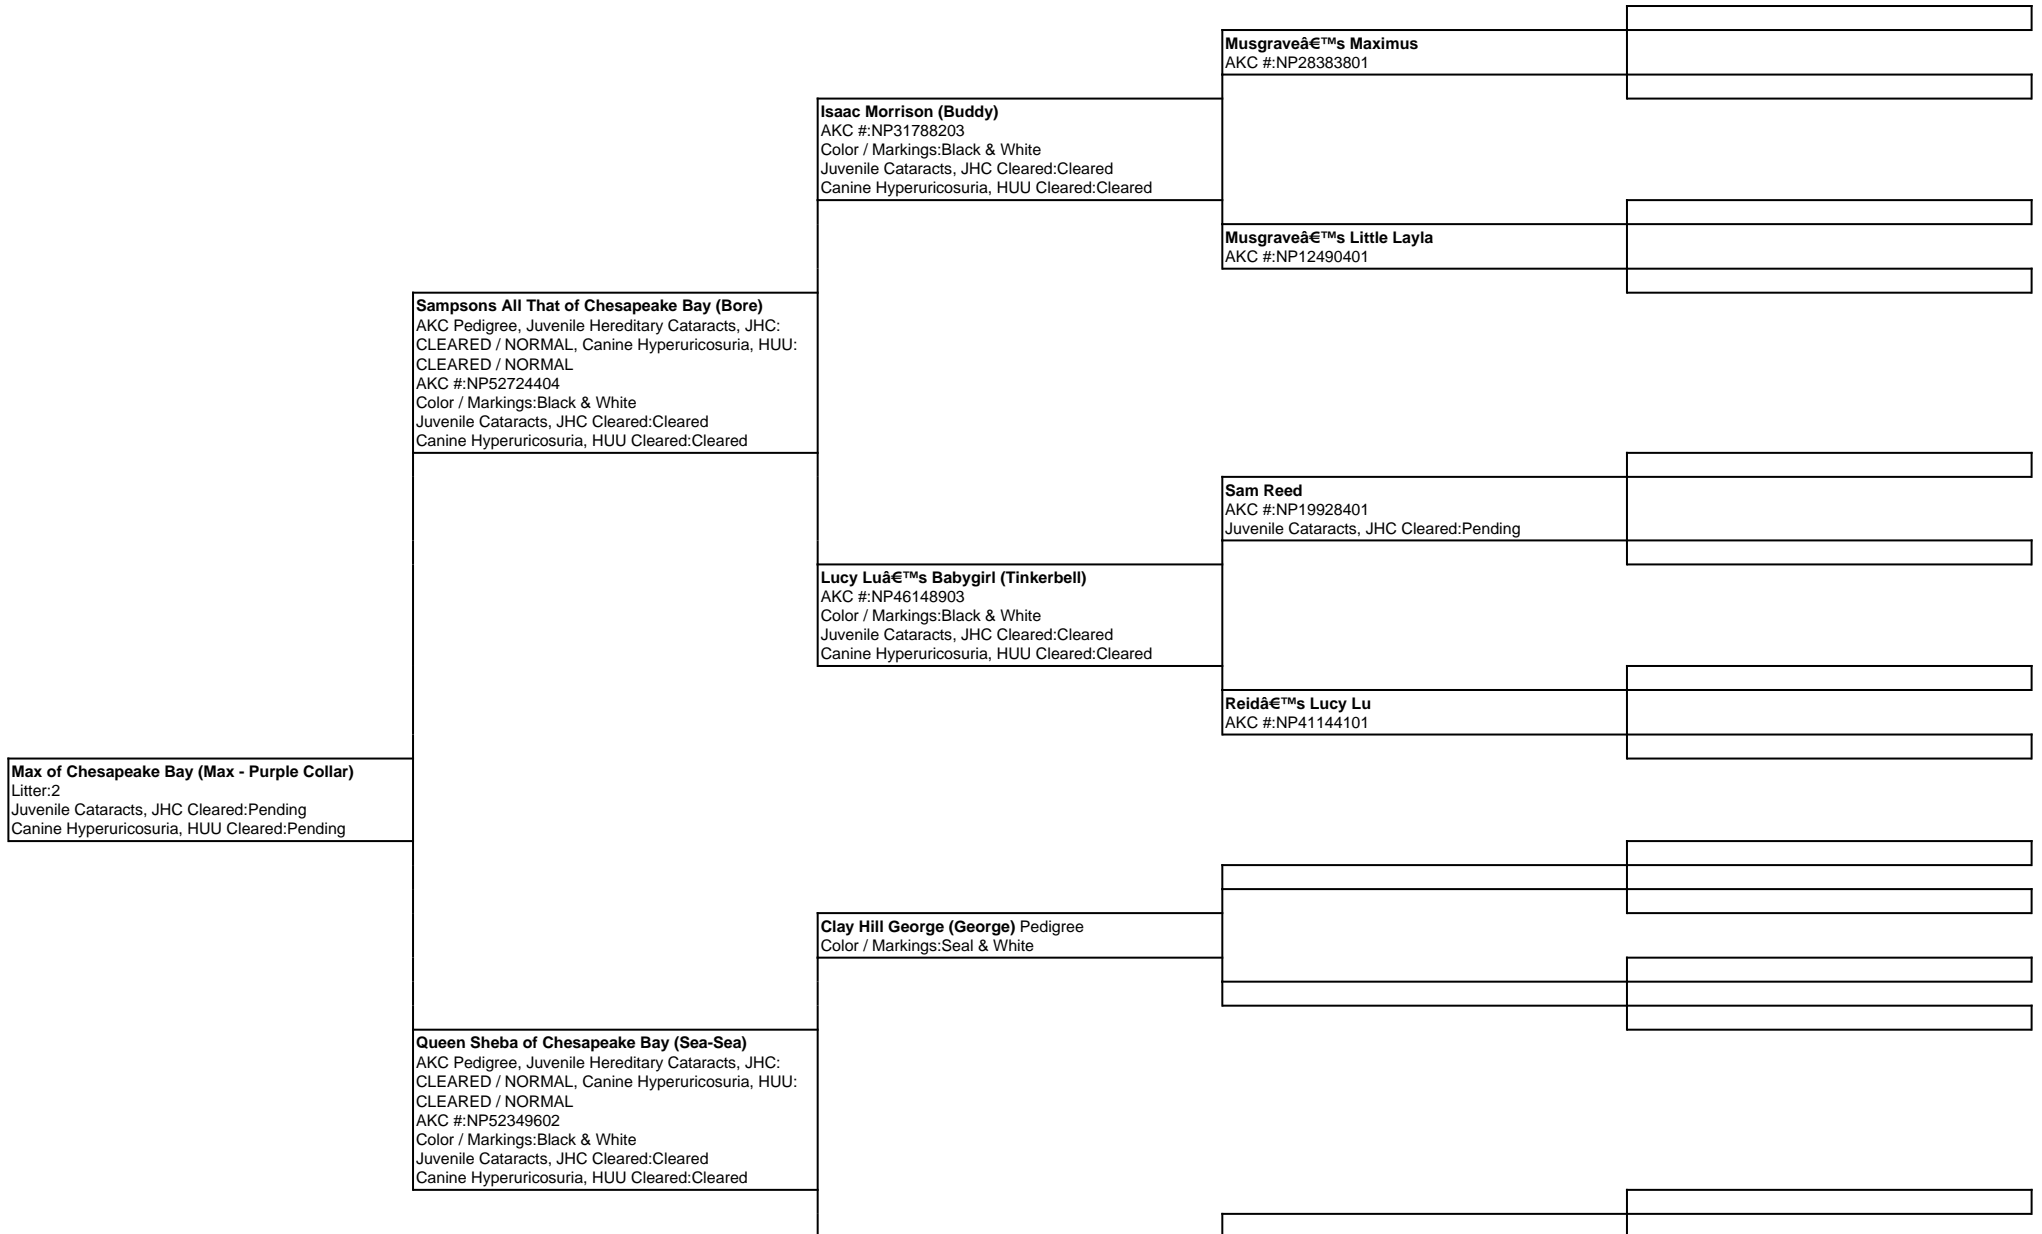 Musgraveâ€™s Maximus
AKC #:NP28383801
Isaac Morrison (Buddy)
AKC #:NP31788203
Color / Markings:Black & White
Juvenile Cataracts, JHC Cleared:Cleared
Canine Hyperuricosuria, HUU Cleared:Cleared
Musgraveâ€™s Little Layla
AKC #:NP12490401
Sampsons All That of Chesapeake Bay (Bore)
AKC Pedigree, Juvenile Hereditary Cataracts, JHC:
CLEARED / NORMAL, Canine Hyperuricosuria, HUU:
CLEARED / NORMAL
AKC #:NP52724404
Color / Markings:Black & White
Juvenile Cataracts, JHC Cleared:Cleared
Canine Hyperuricosuria, HUU Cleared:Cleared
Sam Reed
AKC #:NP19928401
Juvenile Cataracts, JHC Cleared:Pending
Lucy Luâ€™s Babygirl (Tinkerbell)
AKC #:NP46148903
Color / Markings:Black & White
Juvenile Cataracts, JHC Cleared:Cleared
Canine Hyperuricosuria, HUU Cleared:Cleared
Reidâ€™s Lucy Lu
AKC #:NP41144101
Max of Chesapeake Bay (Max - Purple Collar)
Litter:2
Juvenile Cataracts, JHC Cleared:Pending
Canine Hyperuricosuria, HUU Cleared:Pending
Clay Hill George (George) Pedigree
Color / Markings:Seal & White
Queen Sheba of Chesapeake Bay (Sea-Sea)
AKC Pedigree, Juvenile Hereditary Cataracts, JHC:
CLEARED / NORMAL, Canine Hyperuricosuria, HUU:
CLEARED / NORMAL
AKC #:NP52349602
Color / Markings:Black & White
Juvenile Cataracts, JHC Cleared:Cleared
Canine Hyperuricosuria, HUU Cleared:Cleared